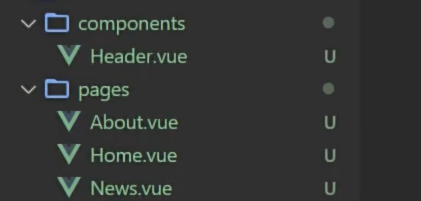 components
Header.vue U
pages
About.vue U
Home.vue U
News.vue U